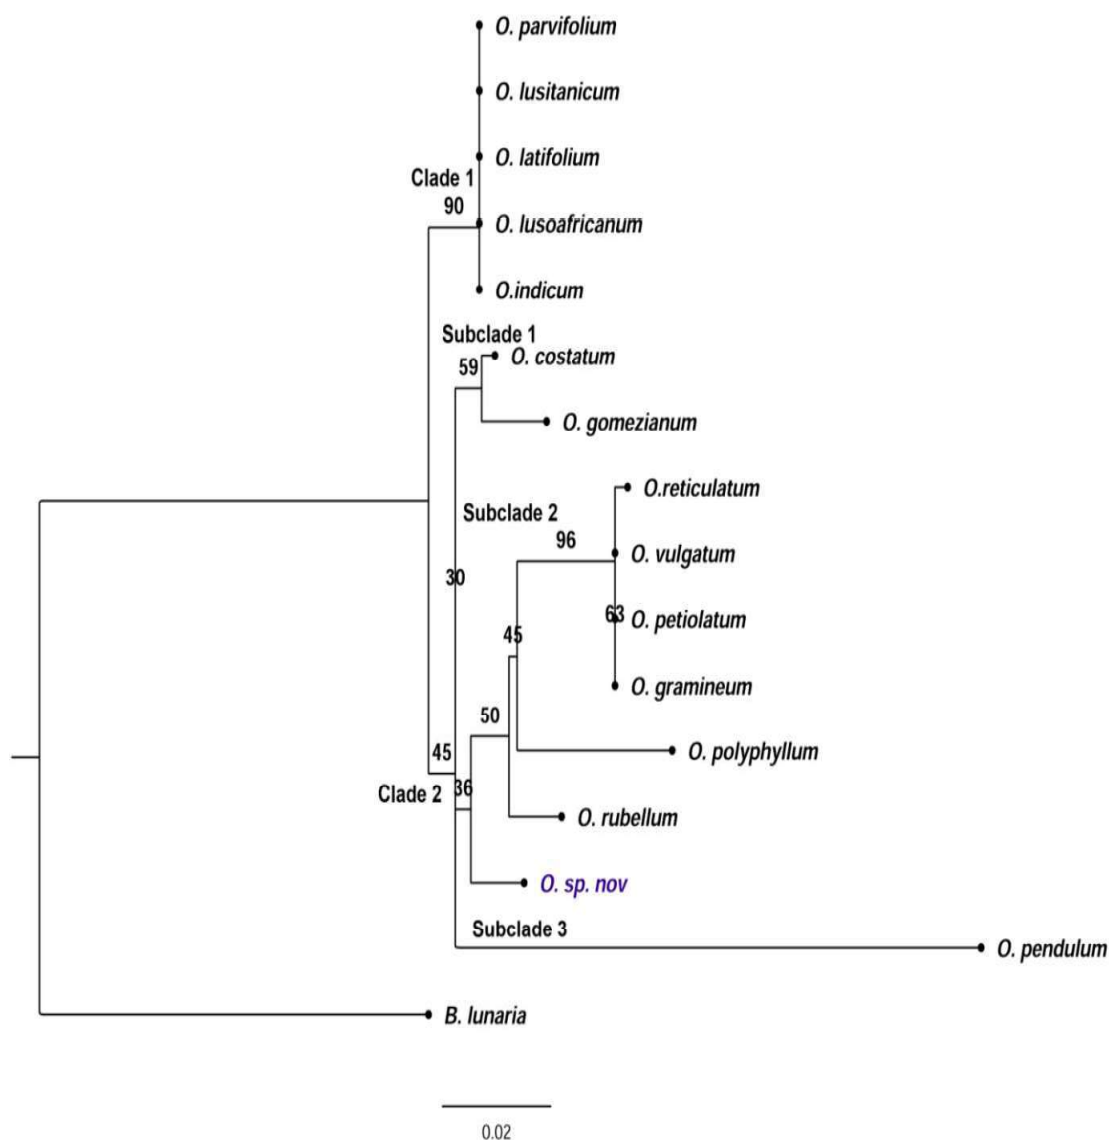 O. parvifolium
O. lusitanicum
O. latifolium
Clade 1
90
O. lusoafricanum
O.indicum
Subclade 1
O. costatum
59
O. gomezianum
O.reticulatum
Subclade 2
96
O. vulgatum
30
63
O. petiolatum
45
O. gramineum
50
O. polyphyllum
45
36
Clade 2
O. rubellum
O. sp. nov
Subclade 3
O. pendulum
B. lunaria
0.02